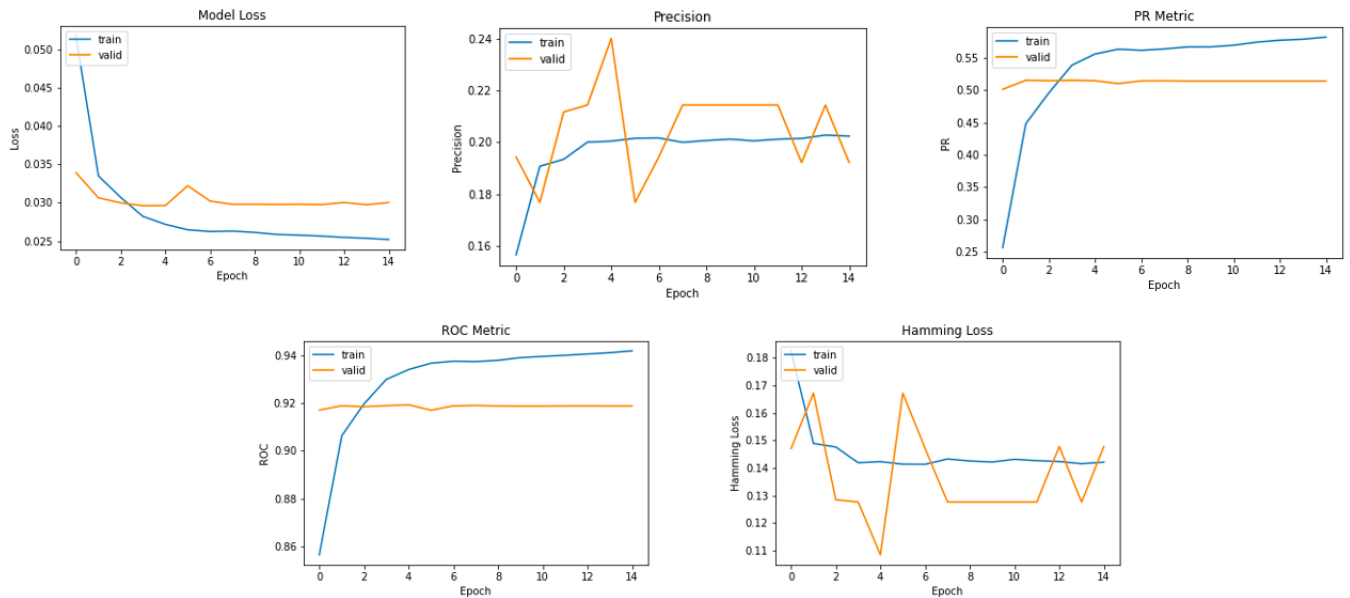 Model Loss
train
valid
0.050
0.045
0.040
0.035
0.030
0.025
Loss
0 2 4 6 8 10 12 14
Epoch
Precision
train
valid
0.24
0.22
0.20
0.18
0.16
Precision
0 2 4 6 8 10 12 14
Epoch
PR Metric
train
valid
0.55
0.50
0.45
0.40
0.35
0.30
0.25
PR
0 2 4 6 8 10 12 14
Epoch
ROC Metric
train
valid
0.94
0.92
0.90
0.88
0.86
ROC
0 2 4 6 8 10 12 14
Epoch
Hamming Loss
train
valid
0.18
0.17
0.16
0.15
0.14
0.13
0.12
0.11
Hamming Loss
0 2 4 6 8 10 12 14
Epoch